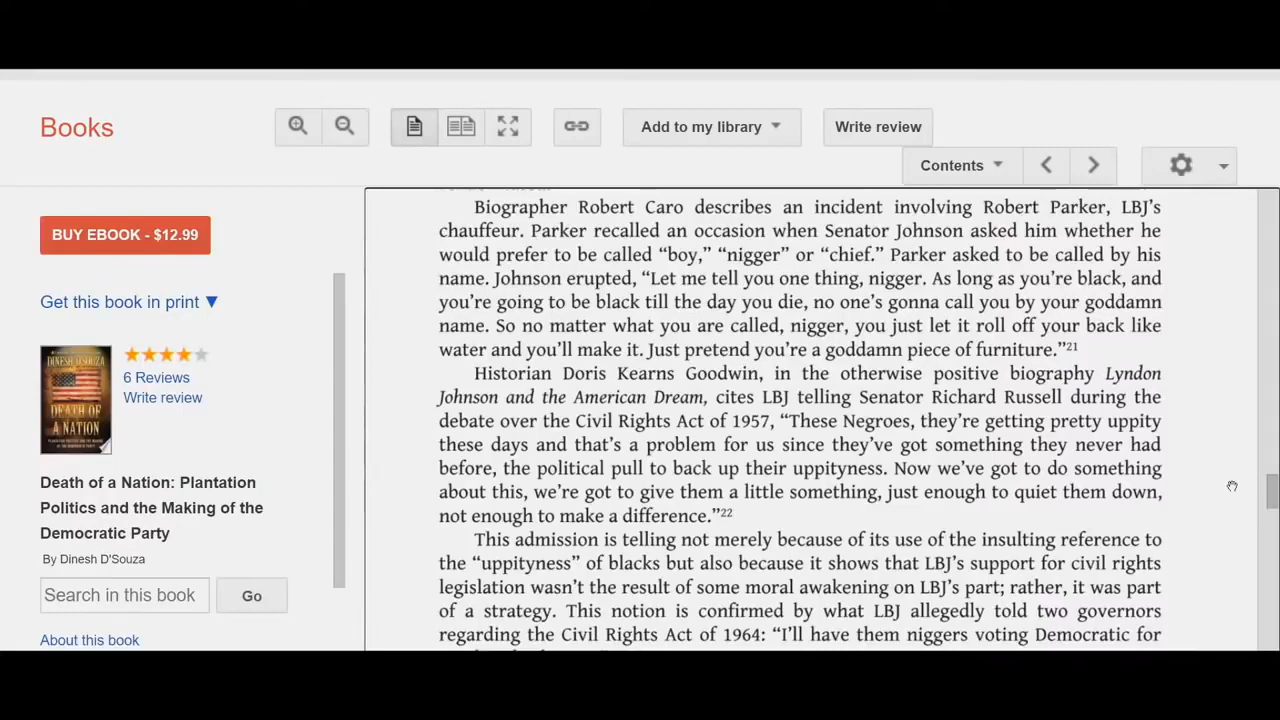 Books
Add to my library
Write review
Contents
BUY EBOOK - $12.99
Get this book in print ▼
6 Reviews
Write review
DINESH D'SOUZA
DEATH OF
A NATION
Death of a Nation: Plantation
Politics and the Making of the
Democratic Party
By Dinesh D'Souza
Search in this book
Go
About this book
Biographer Robert Caro describes an incident involving Robert Parker, LBJ's
chauffeur. Parker recalled an occasion when Senator Johnson asked him whether he
would prefer to be called “boy,” “nigger” or “chief.” Parker asked to be called by his
name. Johnson erupted, “Let me tell you one thing, nigger. As long as you're black, and
you're going to be black till the day you die, no one's gonna call you by your goddamn
name. So no matter what you are called, nigger, you just let it roll off your back like
water and you'll make it. Just pretend you're a goddamn piece of furniture.”21
Historian Doris Kearns Goodwin, in the otherwise positive biography Lyndon
Johnson and the American Dream, cites LBJ telling Senator Richard Russell during the
debate over the Civil Rights Act of 1957, “These Negroes, they're getting pretty uppity
these days and that's a problem for us since they've got something they never had
before, the political pull to back up their uppityness. Now we've got to do something
about this, we're got to give them a little something, just enough to quiet them down,
not enough to make a difference.”22
This admission is telling not merely because of its use of the insulting reference to
the “uppityness” of blacks but also because it shows that LBJ's support for civil rights
legislation wasn't the result of some moral awakening on LBJ's part; rather, it was part
of a strategy. This notion is confirmed by what LBJ allegedly told two governors
regarding the Civil Rights Act of 1964: “I'll have them niggers voting Democratic for